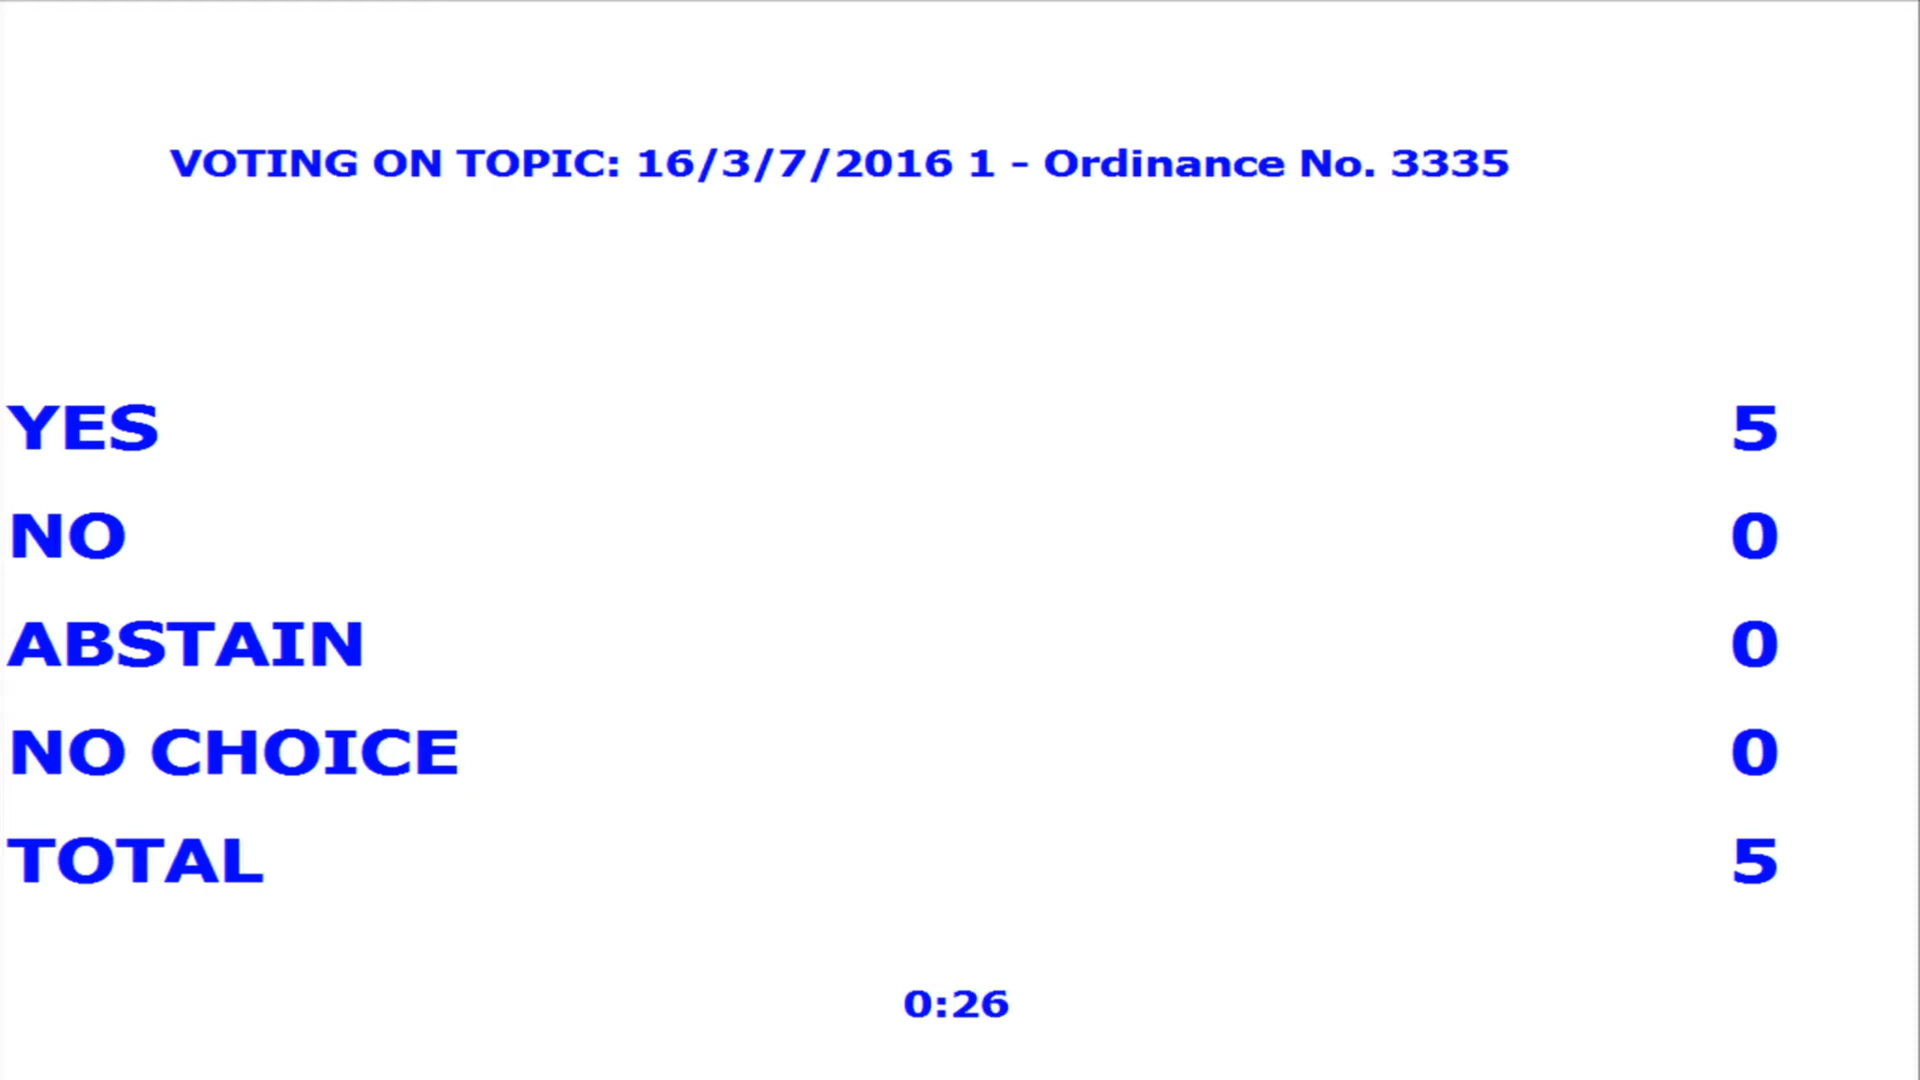 VOTING ON TOPIC: 16/3/7/2016 1 - Ordinance No. 3335
YES 5
NO 0
ABSTAIN 0
NO CHOICE 0
TOTAL 5
0:26